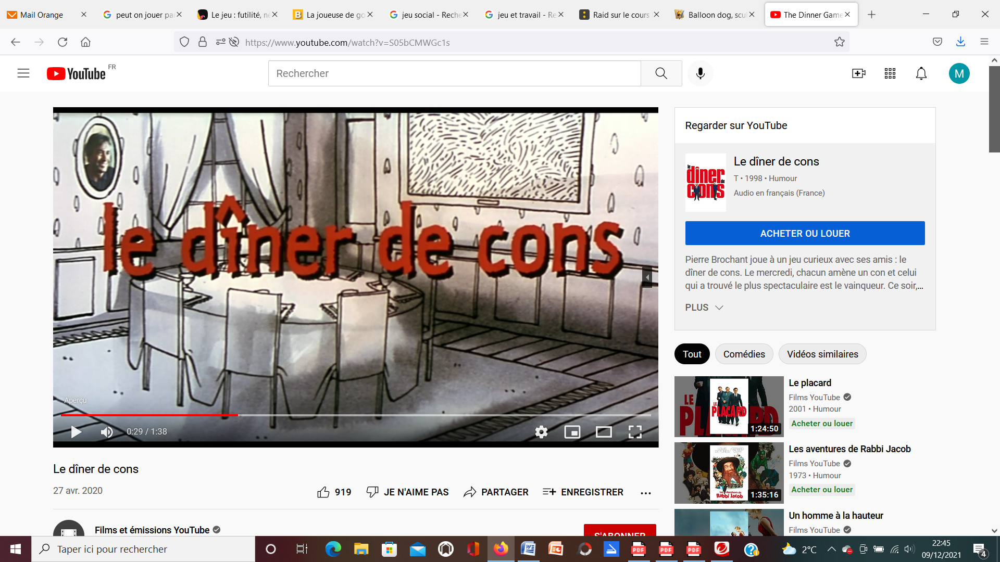 Mail Orange
peut on jouer pa
Le jeu : futilité, né
La joueuse de go
jeu social - Reche
jeu et travail - Re
Raid sur le cours
Balloon dog, scul
The Dinner Game
https://www.youtube.com/watch?v=S05bCMWGc1s
YouTube FR
Rechercher
M
le dîner de cons
Aperçu
0:29 / 1:38
Le dîner de cons
27 avr. 2020
919
JE N'AIME PAS
PARTAGER
ENREGISTRER
Films et émissions YouTube
S'ABONNER
Regarder sur YouTube
le dîner de cons
Le dîner de cons
T • 1998 • Humour
Audio en français (France)
ACHETER OU LOUER
Pierre Brochant joue à un jeu curieux avec ses amis : le
dîner de cons. Le mercredi, chacun amène un con et celui
qui a trouvé le plus spectaculaire est le vainqueur. Ce soir,...
PLUS
Tout
Comédies
Vidéos similaires
LE PLACARD
1:24:50
Le placard
Films YouTube
2001 • Humour
Acheter ou louer
Les Aventures de
Rabbi Jacob
1:35:16
Les aventures de Rabbi Jacob
Films YouTube
1973 • Humour
Acheter ou louer
Un homme à la hauteur
Films YouTube
Taper ici pour rechercher
PDF
PDF
PDF
2°C
22:45
09/12/2021
4